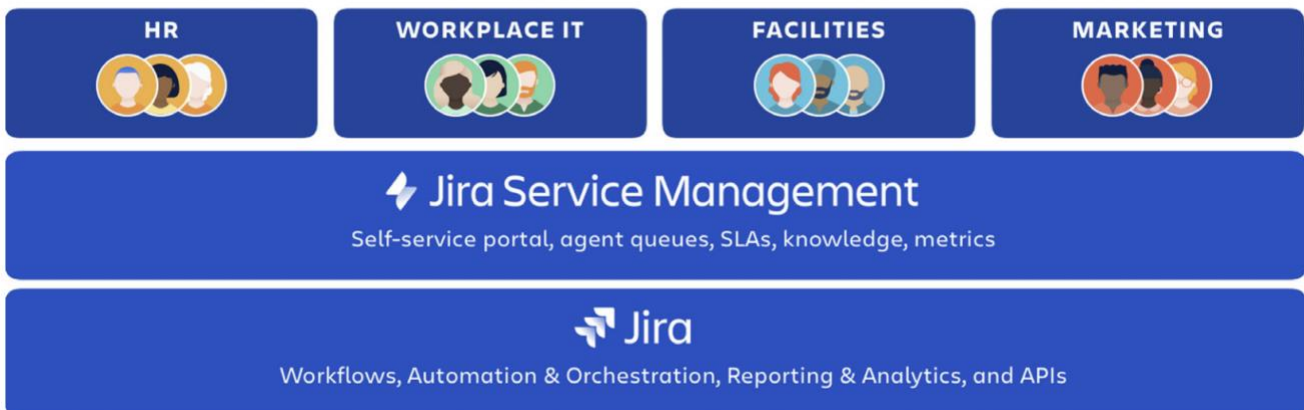 HR
WORKPLACE IT
FACILITIES
MARKETING
Jira Service Management
Self-service portal, agent queues, SLAs, knowledge, metrics
Jira
Workflows, Automation & Orchestration, Reporting & Analytics, and APIs